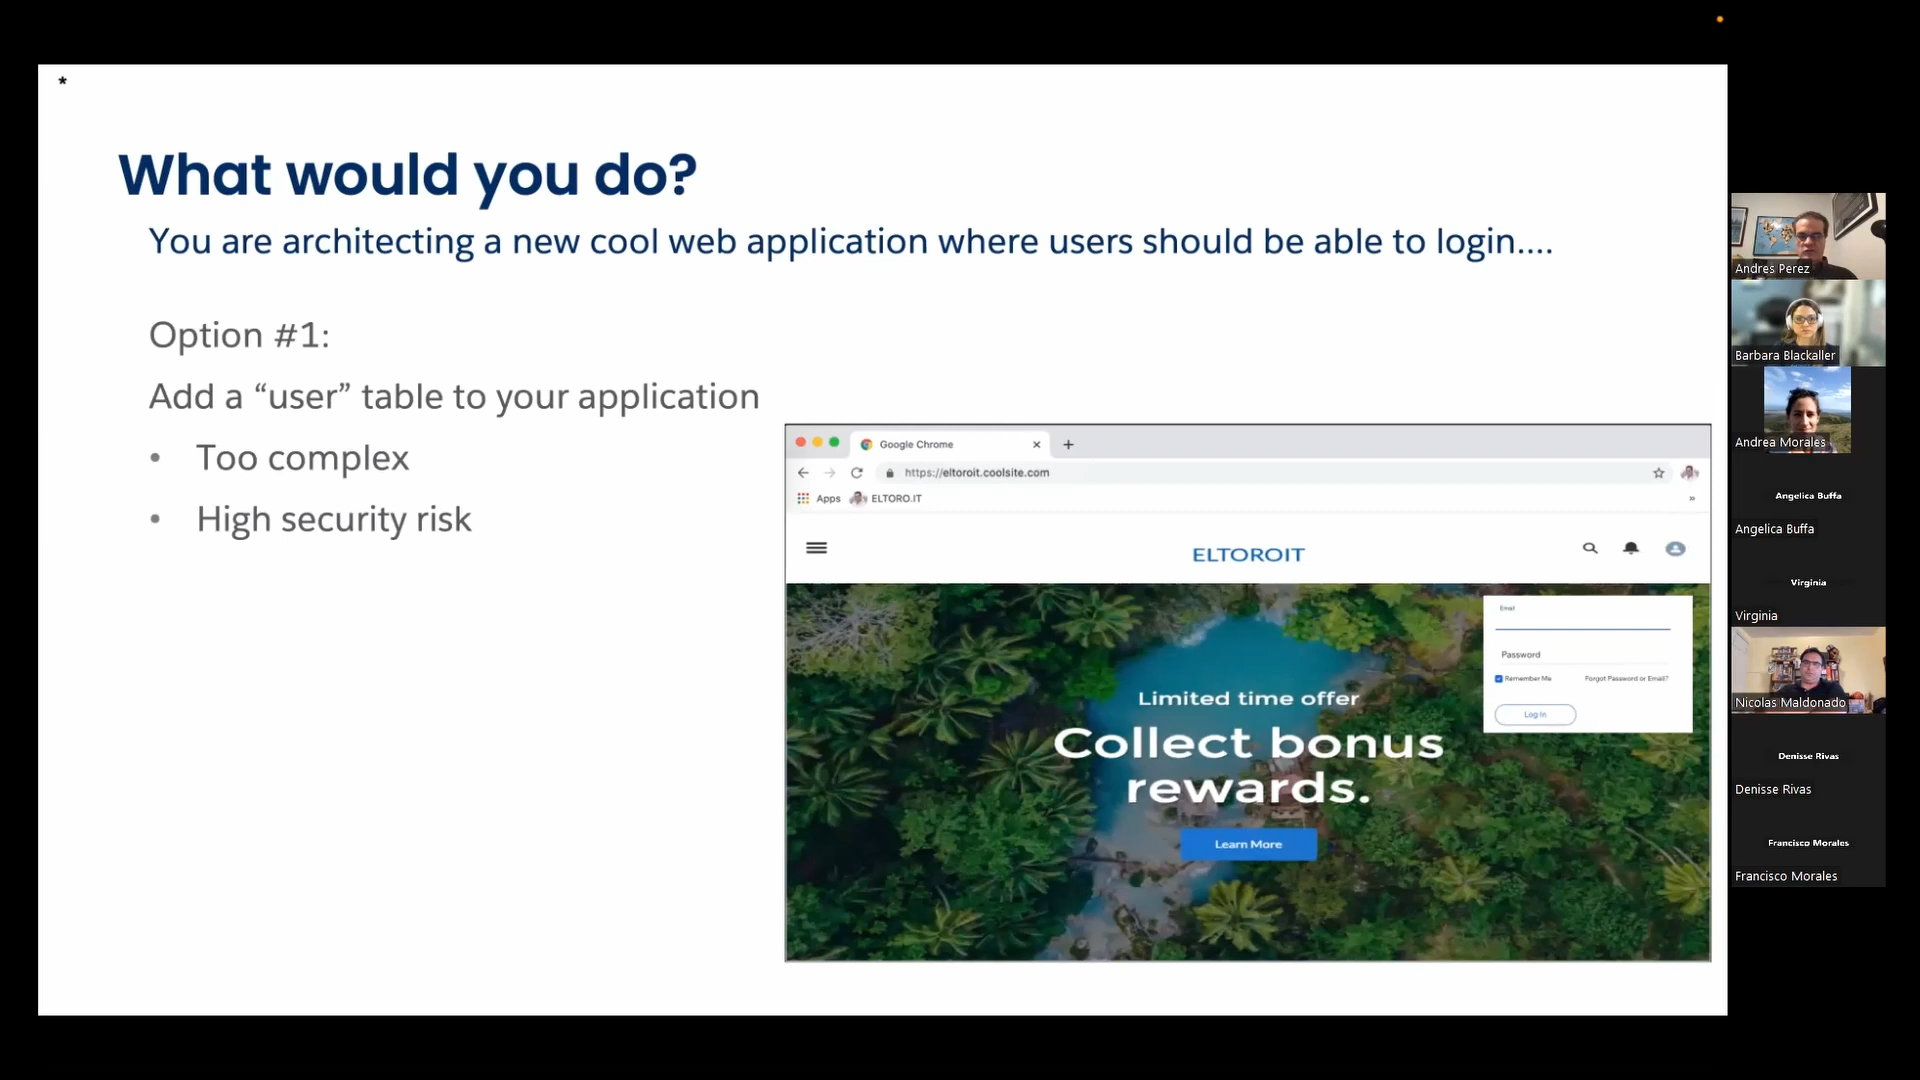 *
What would you do?
You are architecting a new cool web application where users should be able to login....
Option #1:
Add a “user” table to your application
• Too complex
• High security risk
Google Chrome
https://eltoroit.coolsite.com
Apps ELTORO.IT »
ELTOROIT
Email
Password
Remember Me Forgot Password or Email?
Log In
Limited time offer
Collect bonus
rewards.
Learn More
Andres Perez
Barbara Blackaller
Andrea Morales
Angelica Buffa
Angelica Buffa
Virginia
Virginia
Nicolas Maldonado
Denisse Rivas
Denisse Rivas
Francisco Morales
Francisco Morales